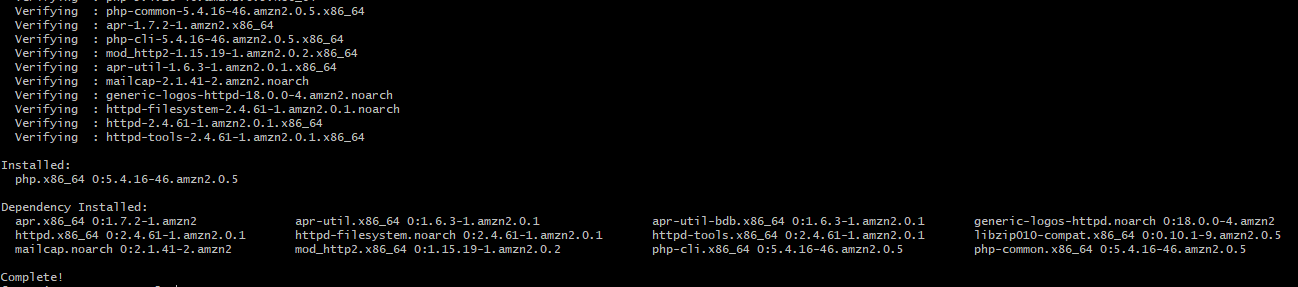 Verifying : php-common-5.4.16-46.amzn2.0.5.x86_64
Verifying : apr-1.7.2-1.amzn2.x86_64
Verifying : php-cli-5.4.16-46.amzn2.0.5.x86_64
Verifying : mod_http2-1.15.19-1.amzn2.0.2.x86_64
Verifying : apr-util-1.6.3-1.amzn2.0.1.x86_64
Verifying : mailcap-2.1.41-2.amzn2.noarch
Verifying : generic-logos-httpd-18.0.0-4.amzn2.noarch
Verifying : httpd-filesystem-2.4.61-1.amzn2.0.1.noarch
Verifying : httpd-2.4.61-1.amzn2.0.1.x86_64
Verifying : httpd-tools-2.4.61-1.amzn2.0.1.x86_64
Installed:
php.x86_64 0:5.4.16-46.amzn2.0.5
Dependency Installed:
apr.x86_64 0:1.7.2-1.amzn2 apr-util.x86_64 0:1.6.3-1.amzn2.0.1 apr-util-bdb.x86_64 0:1.6.3-1.amzn2.0.1 generic-logos-httpd.noarch 0:18.0.0-4.amzn2
httpd.x86_64 0:2.4.61-1.amzn2.0.1 httpd-filesystem.noarch 0:2.4.61-1.amzn2.0.1 httpd-tools.x86_64 0:2.4.61-1.amzn2.0.1 libzip010-compat.x86_64 0:0.10.1-9.amzn2.0.5
mailcap.noarch 0:2.1.41-2.amzn2 mod_http2.x86_64 0:1.15.19-1.amzn2.0.2 php-cli.x86_64 0:5.4.16-46.amzn2.0.5 php-common.x86_64 0:5.4.16-46.amzn2.0.5
Complete!